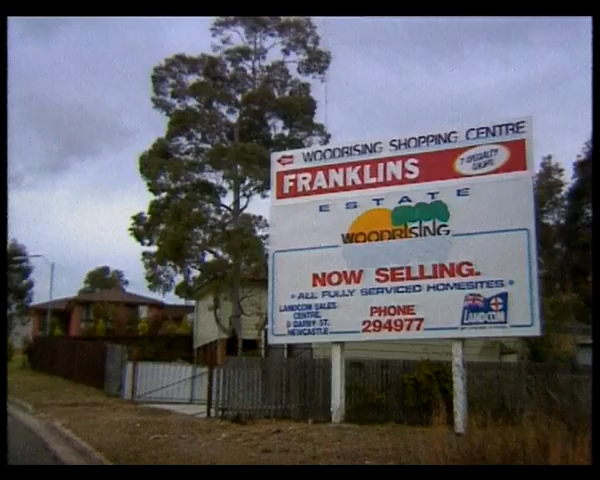 WOODRISING SHOPPING CENTRE
FRANKLINS
7 SPECIALTY
SHOPS.
ESTATE
WOODRISING
NOW SELLING.
* ALL FULLY SERVICED HOMESITES.*
LANDCOM SALES
CENTRE,
DARBY ST.
NEWCASTLE
PHONE
294977
LANDCOM